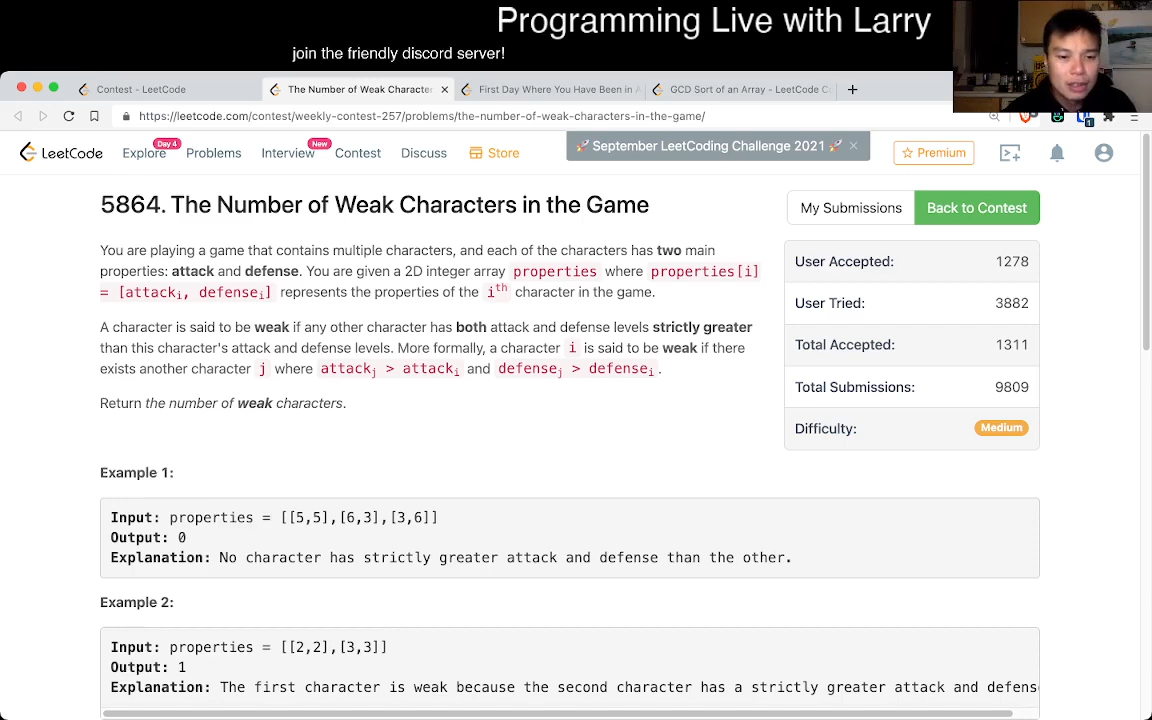 Programming Live with Larry
join the friendly discord server!
Contest - LeetCode
The Number of Weak Characte
First Day Where You Have Been in
GCD Sort of an Array - LeetCode C
https://leetcode.com/contest/weekly-contest-257/problems/the-number-of-weak-characters-in-the-game/
LeetCode
Explore
Day 4
Problems
Interview
New
Contest
Discuss
Store
🚀 September LeetCoding Challenge 2021 🚀
Premium
5864. The Number of Weak Characters in the Game
My Submissions
Back to Contest
You are playing a game that contains multiple characters, and each of the characters has two main
properties: attack and defense. You are given a 2D integer array properties where properties[i]
= [attacki, defensei] represents the properties of the ith character in the game.
A character is said to be weak if any other character has both attack and defense levels strictly greater
than this character's attack and defense levels. More formally, a character i is said to be weak if there
exists another character j where attackj > attacki and defensej > defensei.
Return the number of weak characters.
User Accepted: 1278
User Tried: 3882
Total Accepted: 1311
Total Submissions: 9809
Difficulty: Medium
Example 1:
Input: properties = [[5,5],[6,3],[3,6]]
Output: 0
Explanation: No character has strictly greater attack and defense than the other.
Example 2:
Input: properties = [[2,2],[3,3]]
Output: 1
Explanation: The first character is weak because the second character has a strictly greater attack and defens